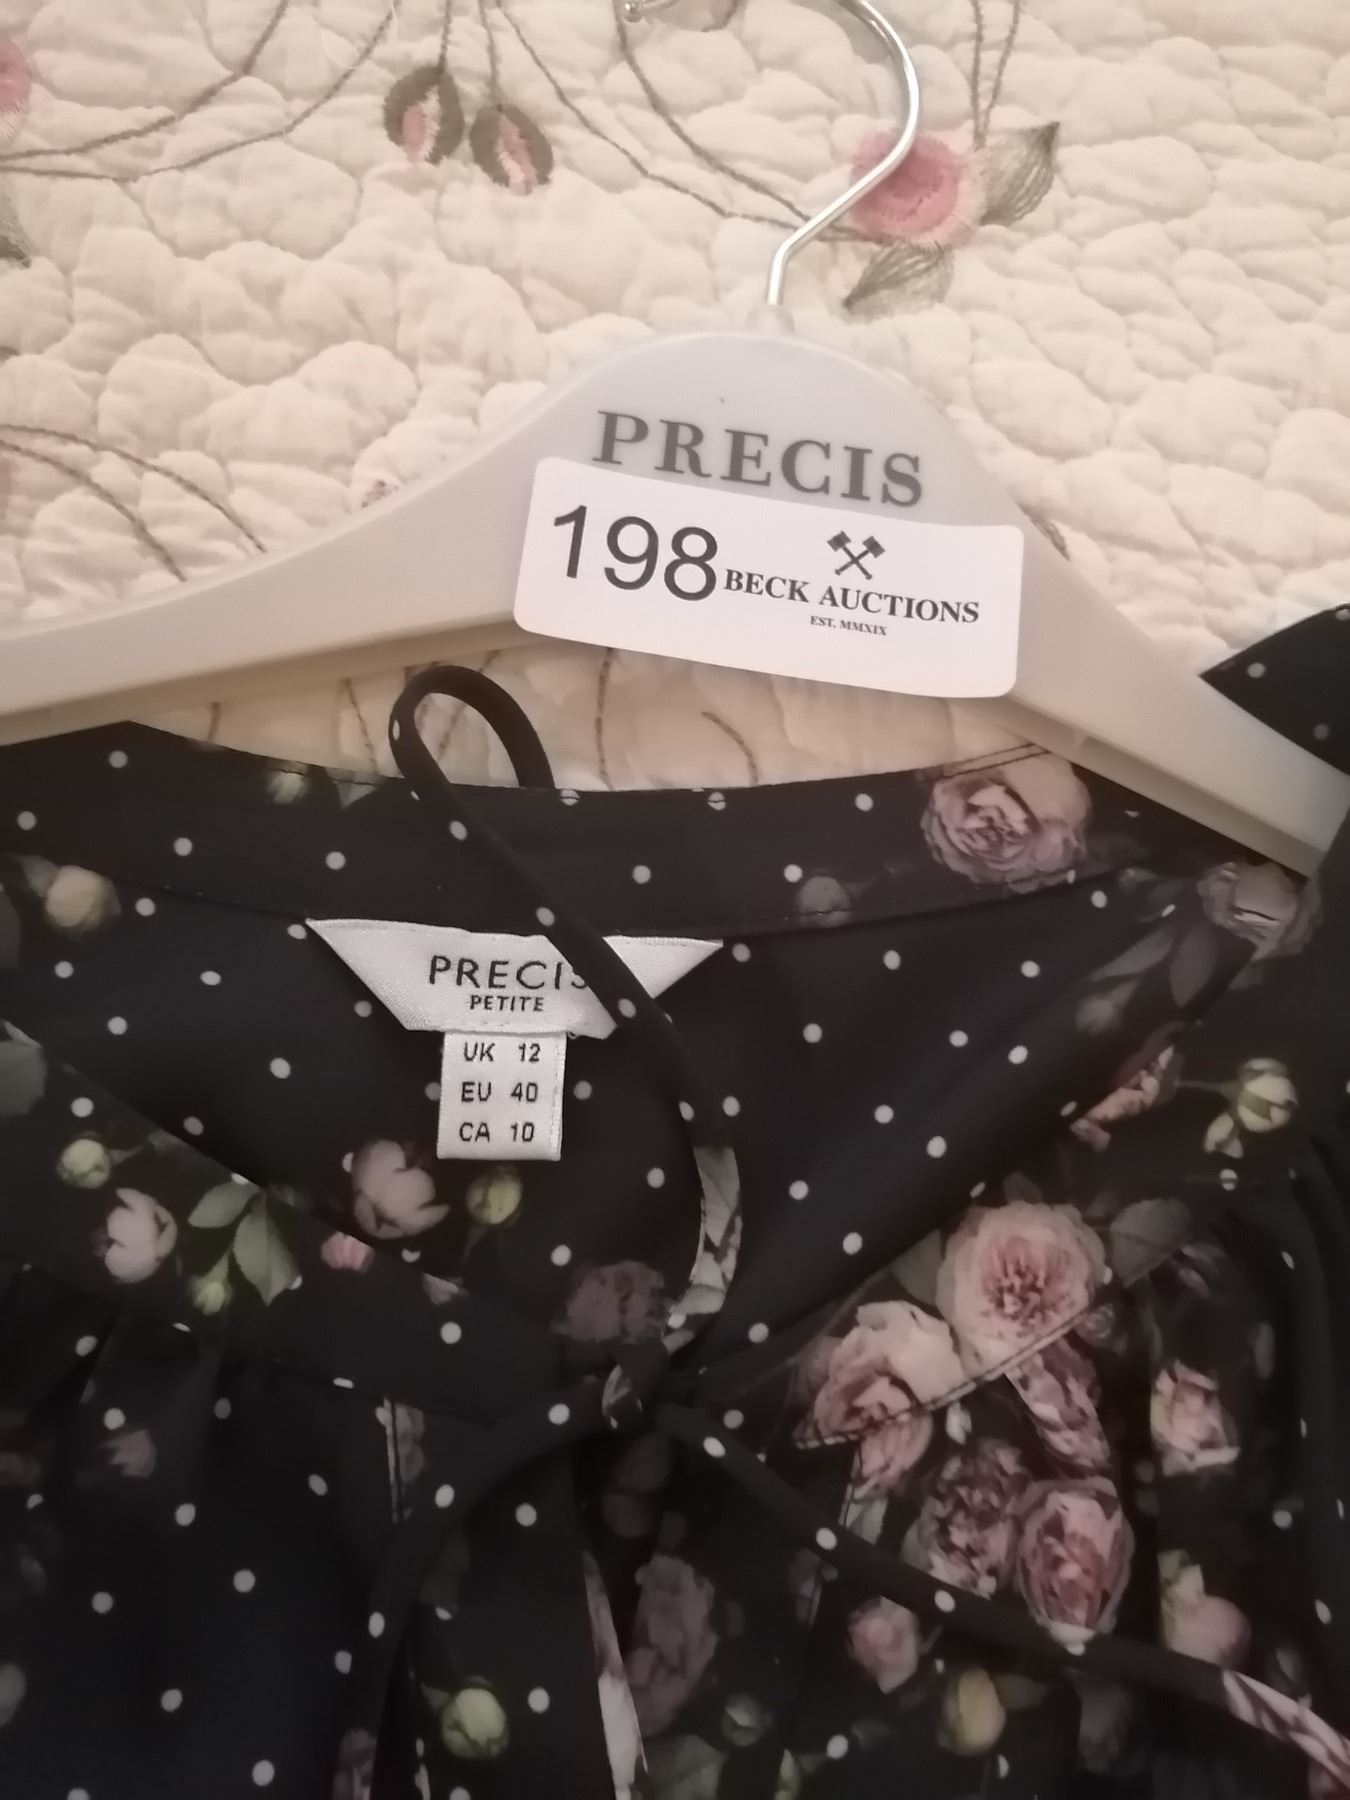 PRECIS
198
BECK AUCTIONS
EST. MMXIX
PRECIS
PETITE
UK 12
EU 40
CA 10